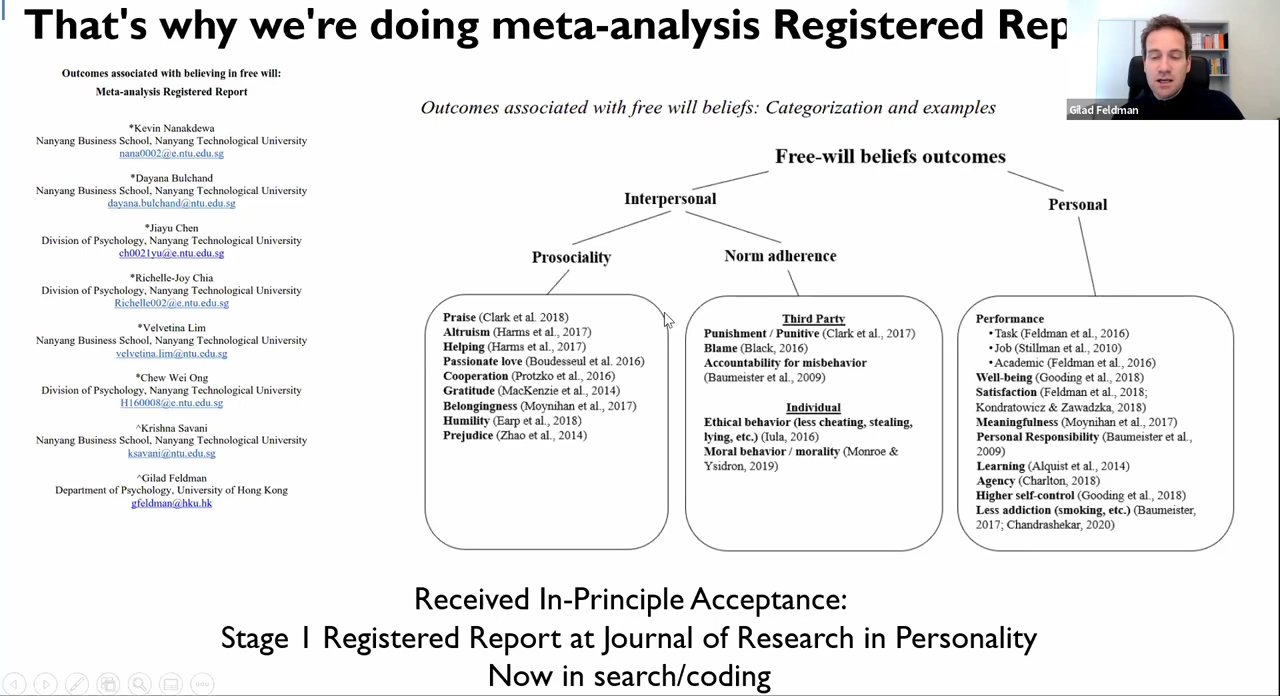 That's why we're doing meta-analysis Registered Rep
Gilad Feldman
Outcomes associated with believing in free will:
Meta-analysis Registered Report
*Kevin Nanakdewa
Nanyang Business School, Nanyang Technological University
nana0002@e.ntu.edu.sg
*Dayana Bulchand
Nanyang Business School, Nanyang Technological University
dayana.bulchand@ntu.edu.sg
*Jiayu Chen
Division of Psychology, Nanyang Technological University
ch0021yu@e.ntu.edu.sg
*Richelle-Joy Chia
Division of Psychology, Nanyang Technological University
Richelle002@e.ntu.edu.sg
*Velvetina Lim
Nanyang Business School, Nanyang Technological University
velvetina.lim@ntu.edu.sg
*Chew Wei Ong
Division of Psychology, Nanyang Technological University
H160008@e.ntu.edu.sg
^Krishna Savani
Nanyang Business School, Nanyang Technological University
ksavani@ntu.edu.sg
^Gilad Feldman
Department of Psychology, University of Hong Kong
gfeldman@hku.hk
Outcomes associated with free will beliefs: Categorization and examples
Free-will beliefs outcomes
Interpersonal
Personal
Prosociality
Norm adherence
Praise (Clark et al. 2018)
Altruism (Harms et al., 2017)
Helping (Harms et al., 2017)
Passionate love (Boudesseul et al. 2016)
Cooperation (Protzko et al., 2016)
Gratitude (MacKenzie et al., 2014)
Belongingness (Moynihan et al., 2017)
Humility (Earp et al., 2018)
Prejudice (Zhao et al., 2014)
Third Party
Punishment / Punitive (Clark et al., 2017)
Blame (Black, 2016)
Accountability for misbehavior
(Baumeister et al., 2009)
Individual
Ethical behavior (less cheating, stealing,
lying, etc.) (Iula, 2016)
Moral behavior / morality (Monroe &
Ysidron, 2019)
Performance
• Task (Feldman et al., 2016)
• Job (Stillman et al., 2010)
• Academic (Feldman et al., 2016)
Well-being (Gooding et al., 2018)
Satisfaction (Feldman et al., 2018;
Kondratowicz & Zawadzka, 2018)
Meaningfulness (Moynihan et al., 2017)
Personal Responsibility (Baumeister et al.,
2009)
Learning (Alquist et al., 2014)
Agency (Charlton, 2018)
Higher self-control (Gooding et al., 2018)
Less addiction (smoking, etc.) (Baumeister,
2017; Chandrashekar, 2020)
Received In-Principle Acceptance:
Stage 1 Registered Report at Journal of Research in Personality
Now in search/coding